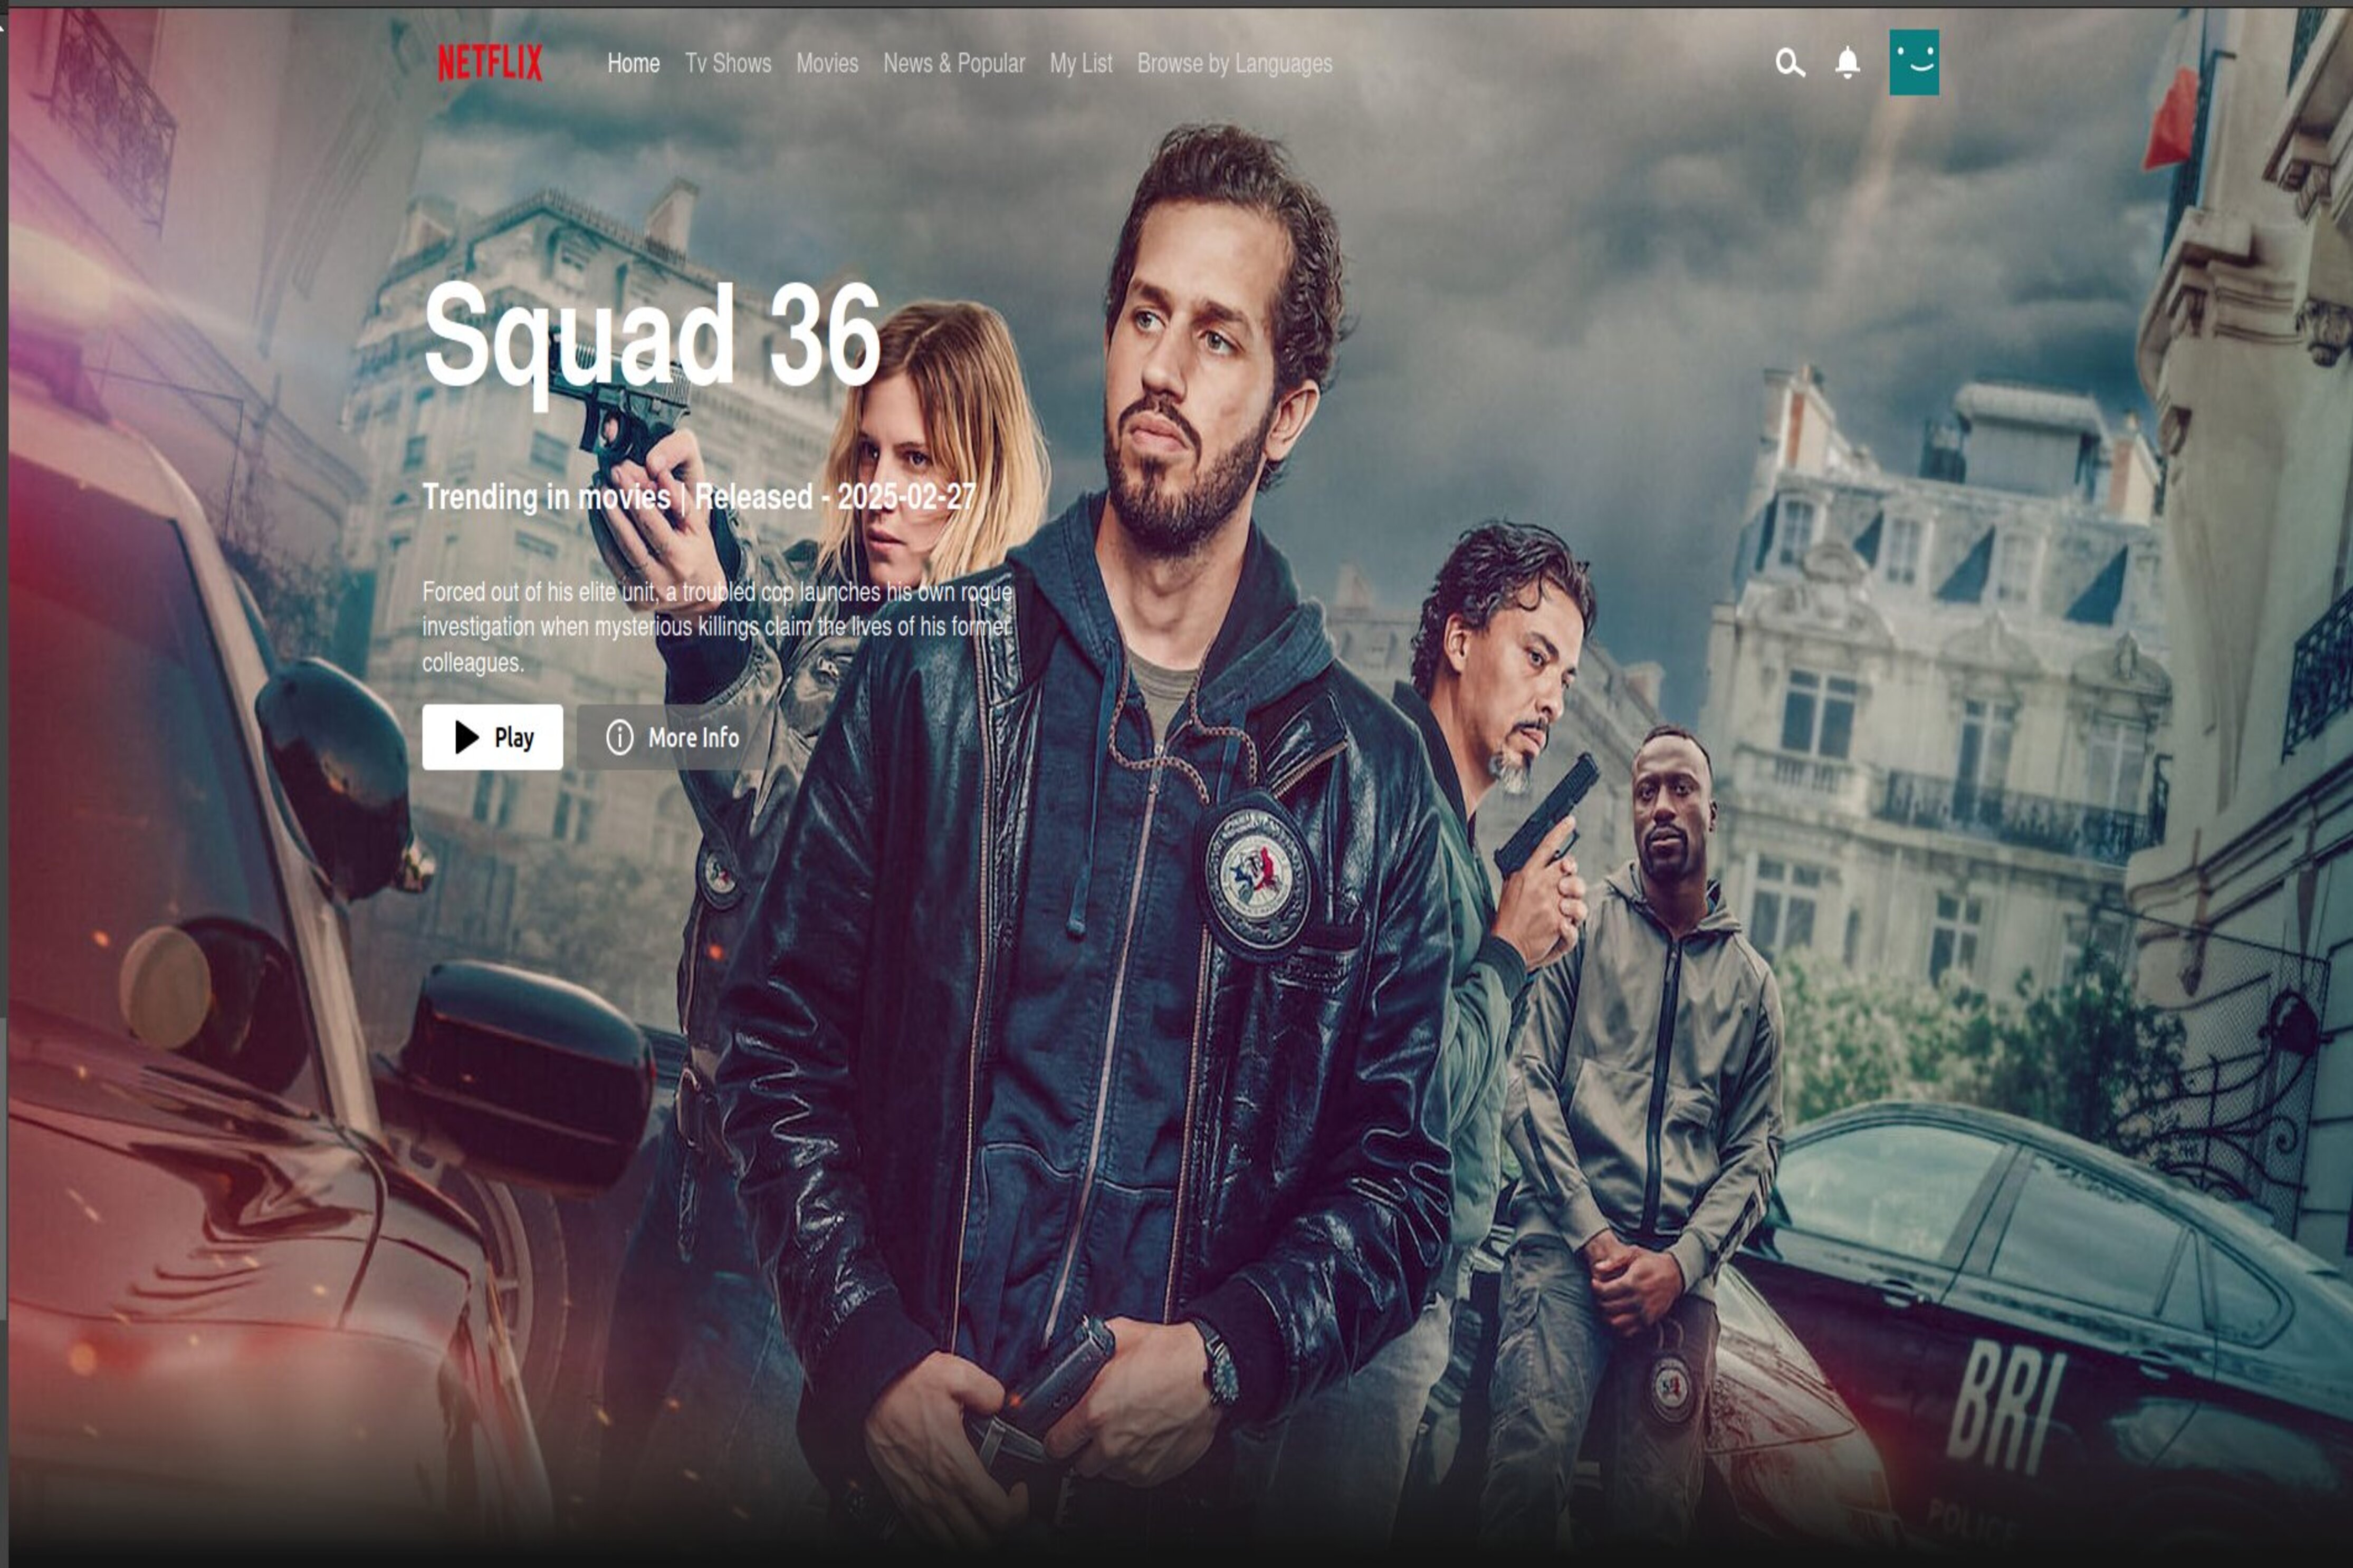 NETFLIX
Home Tv Shows Movies News & Popular My List Browse by Languages
Squad 36
Trending in movies | Released - 2025-02-27
Forced out of his elite unit, a troubled cop launches his own rogue
investigation when mysterious killings claim the lives of his former
colleagues.
Play More Info
BRI
POLICE